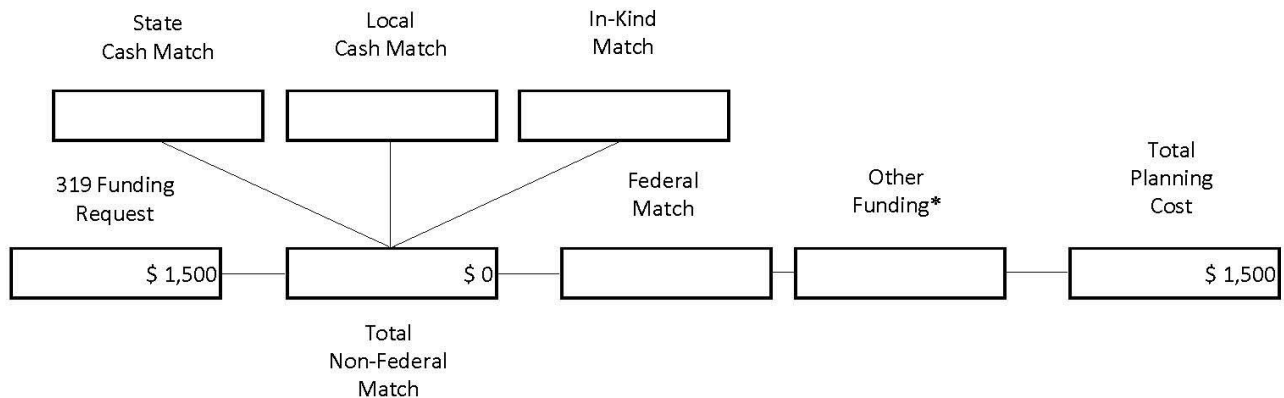 State
Cash Match
Local
Cash Match
In-Kind
Match
319 Funding
Request
Federal
Match
Other
Funding*
Total
Planning
Cost
$ 1,500
$ 0
$ 1,500
Total
Non-Federal
Match